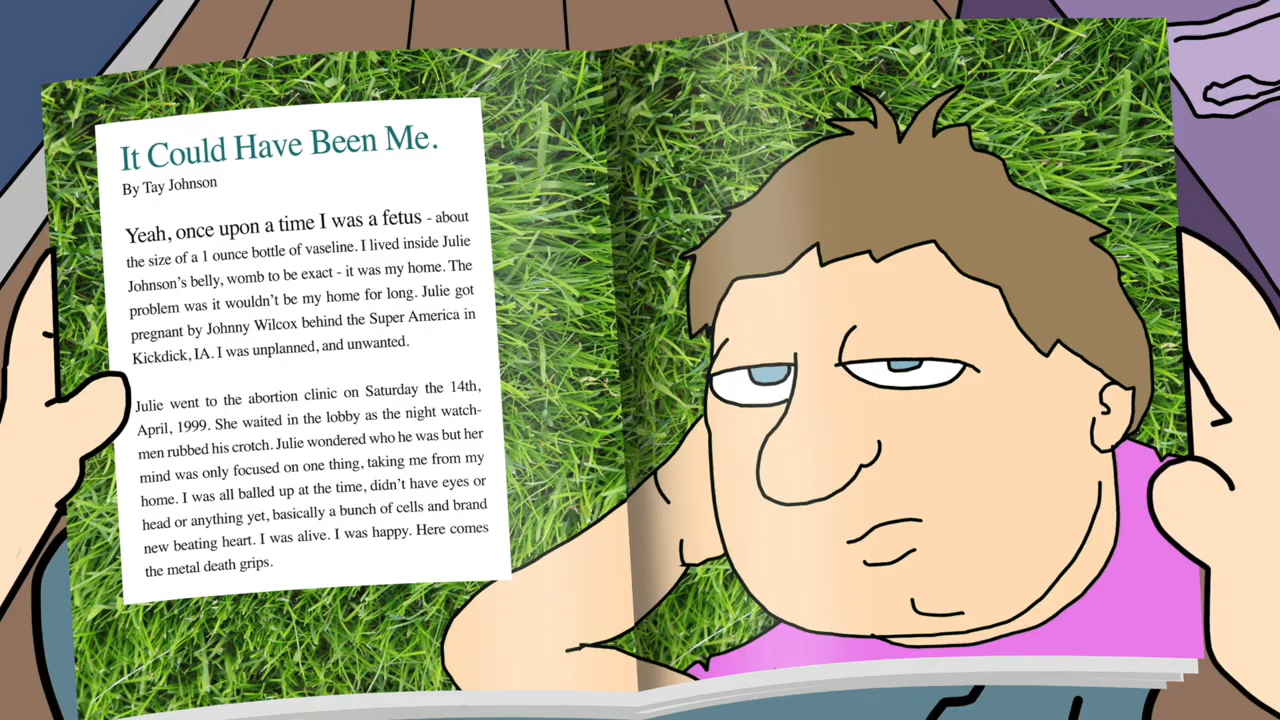 It Could Have Been Me.
By Tay Johnson
Yeah, once upon a time I was a fetus - about
the size of a 1 ounce bottle of vaseline. I lived inside Julie
Johnson's belly, womb to be exact - it was my home. The
problem was it wouldn't be my home for long. Julie got
pregnant by Johnny Wilcox behind the Super America in
Kickdick, IA. I was unplanned, and unwanted.
Julie went to the abortion clinic on Saturday the 14th,
April, 1999. She waited in the lobby as the night watch-
men rubbed his crotch. Julie wondered who he was but her
mind was only focused on one thing, taking me from my
home. I was all balled up at the time, didn't have eyes or
head or anything yet, basically a bunch of cells and brand
new beating heart. I was alive. I was happy. Here comes
the metal death grips.